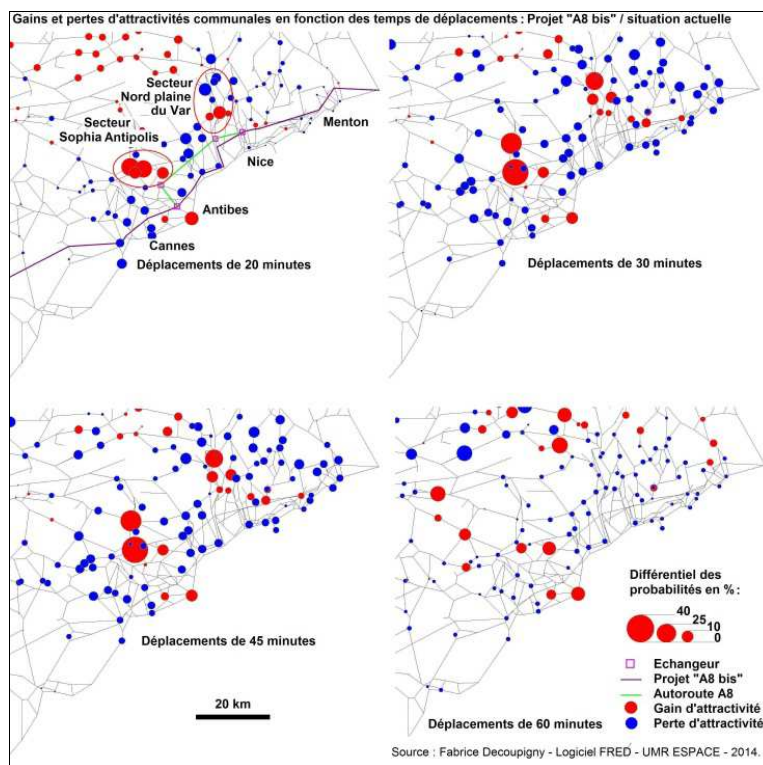 Gains et pertes d'attractivités communales en fonction des temps de déplacements : Projet "A8 bis" / situation actuelle
Secteur
Nord plaine
du Var
Secteur
Sophia Antipolis
Menton
Nice
Antibes
Cannes
Déplacements de 20 minutes
Déplacements de 30 minutes
Déplacements de 45 minutes
20 km
Déplacements de 60 minutes
Différentiel des
probabilités en % :
40
25
10
0
Echangeur
Projet "A8 bis"
Autoroute A8
Gain d'attractivité
Perte d'attractivité
Source : Fabrice Decoupigny - Logiciel FRED - UMR ESPACE - 2014.